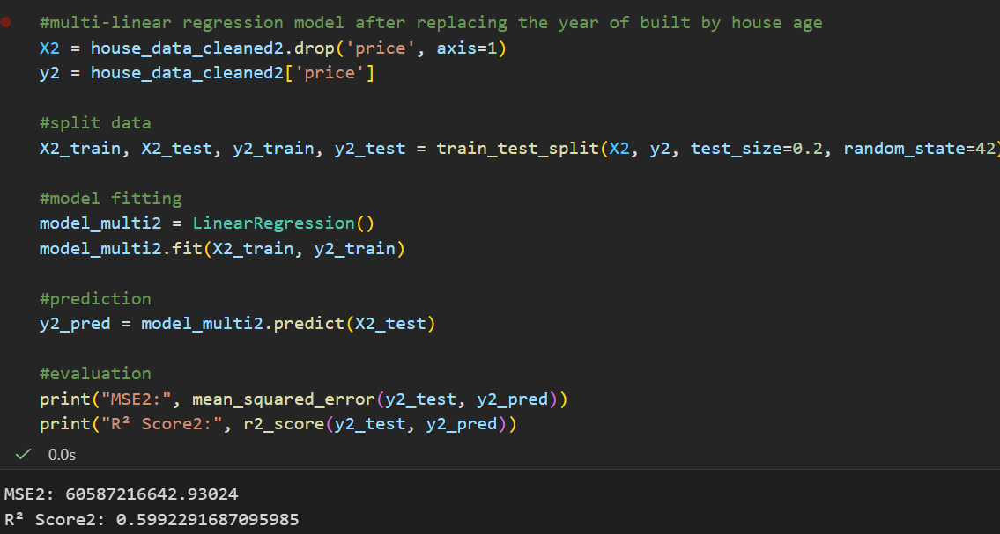 #multi-linear regression model after replacing the year of built by house age
X2 = house_data_cleaned2.drop('price', axis=1)
y2 = house_data_cleaned2['price']
#split data
X2_train, X2_test, y2_train, y2_test = train_test_split(X2, y2, test_size=0.2, random_state=42)
#model fitting
model_multi2 = LinearRegression()
model_multi2.fit(X2_train, y2_train)
#prediction
y2_pred = model_multi2.predict(X2_test)
#evaluation
print("MSE2:", mean_squared_error(y2_test, y2_pred))
print("R² Score2:", r2_score(y2_test, y2_pred))
0.0s
MSE2: 60587216642.93024
R² Score2: 0.5992291687095985